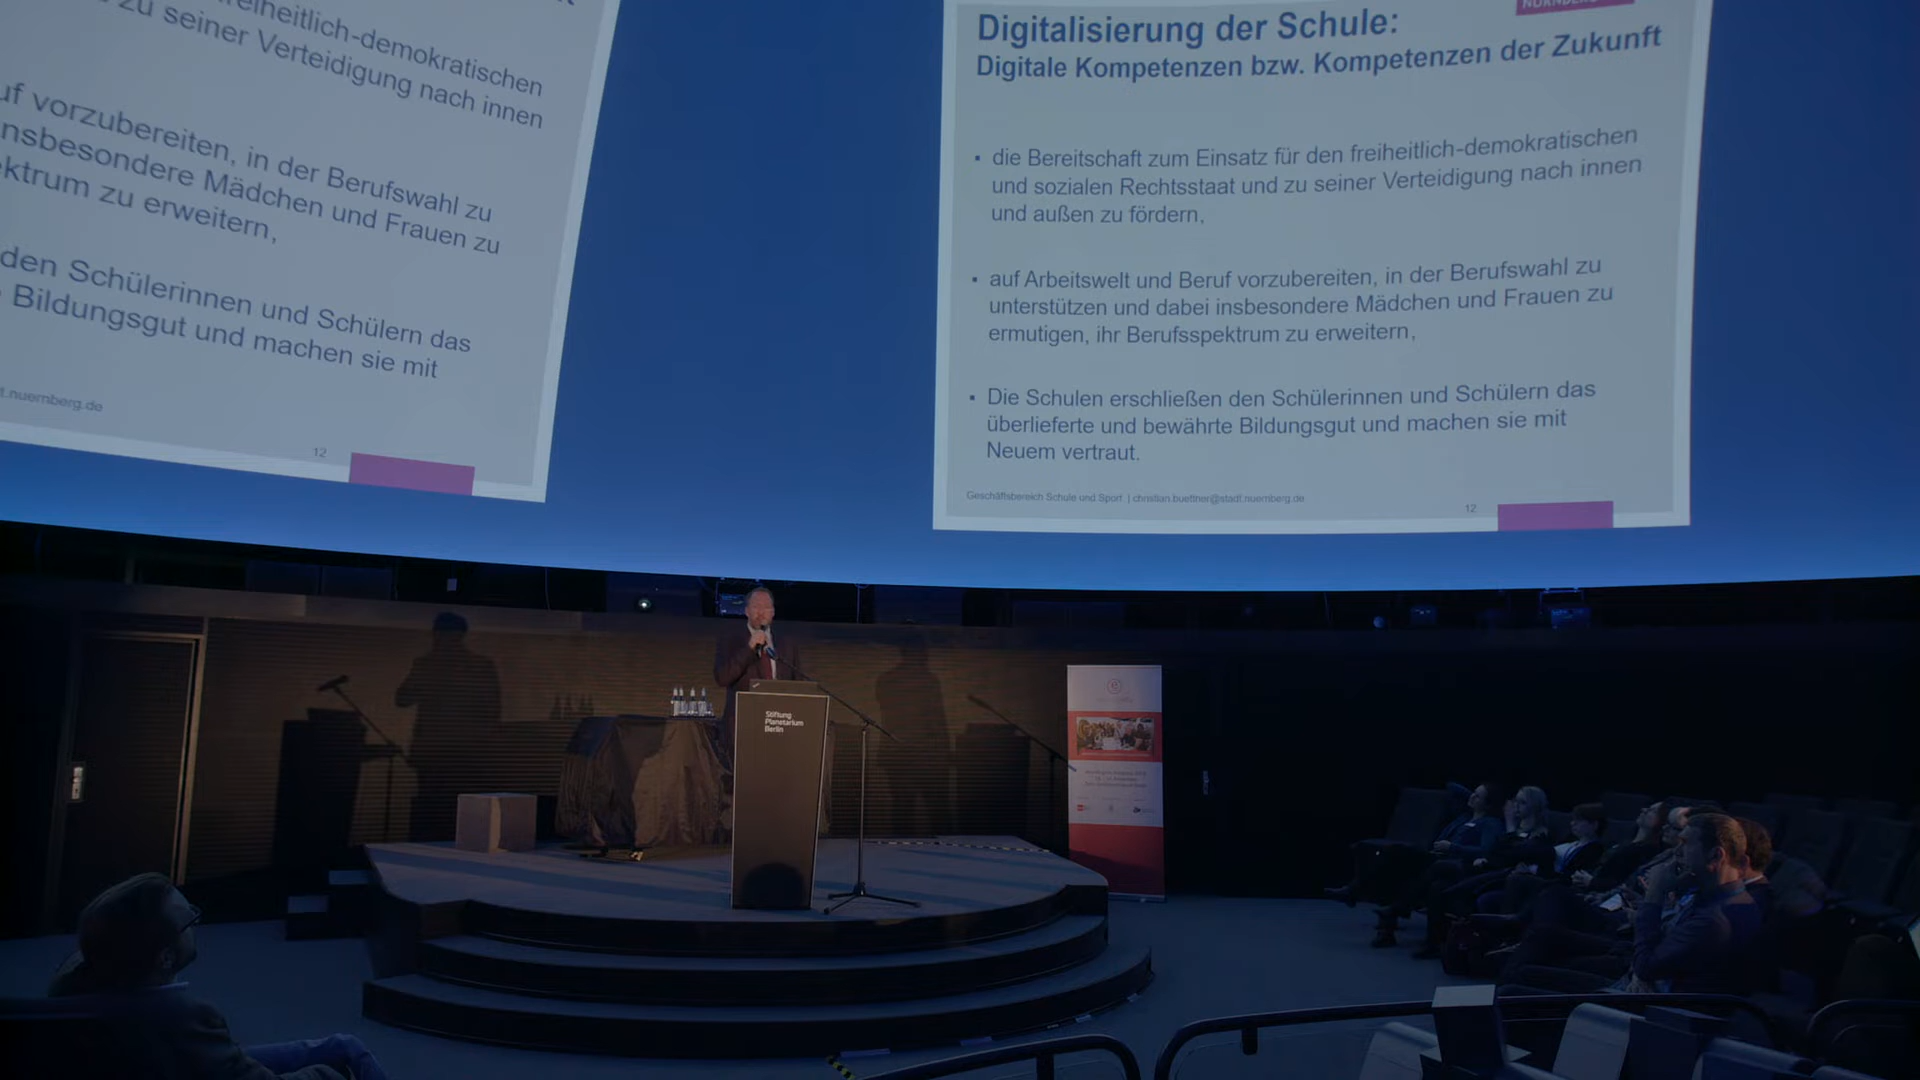 zu seiner Verteidigung nach innen
freiheitlich-demokratischen
uf vorzubereiten, in der Berufswahl zu
nsbesondere Mädchen und Frauen zu
ktrum zu erweitern,
den Schülerinnen und Schülern das
Bildungsgut und machen sie mit
t.nuernberg.de
12
NÜRNBERG
Digitalisierung der Schule:
Digitale Kompetenzen bzw. Kompetenzen der Zukunft
▪ die Bereitschaft zum Einsatz für den freiheitlich-demokratischen
und sozialen Rechtsstaat und zu seiner Verteidigung nach innen
und außen zu fördern,
▪ auf Arbeitswelt und Beruf vorzubereiten, in der Berufswahl zu
unterstützen und dabei insbesondere Mädchen und Frauen zu
ermutigen, ihr Berufsspektrum zu erweitern,
▪ Die Schulen erschließen den Schülerinnen und Schülern das
überlieferte und bewährte Bildungsgut und machen sie mit
Neuem vertraut.
Geschäftsbereich Schule und Sport | christian.buettner@stadt.nuernberg.de
12
Stiftung
Planetarium
Berlin